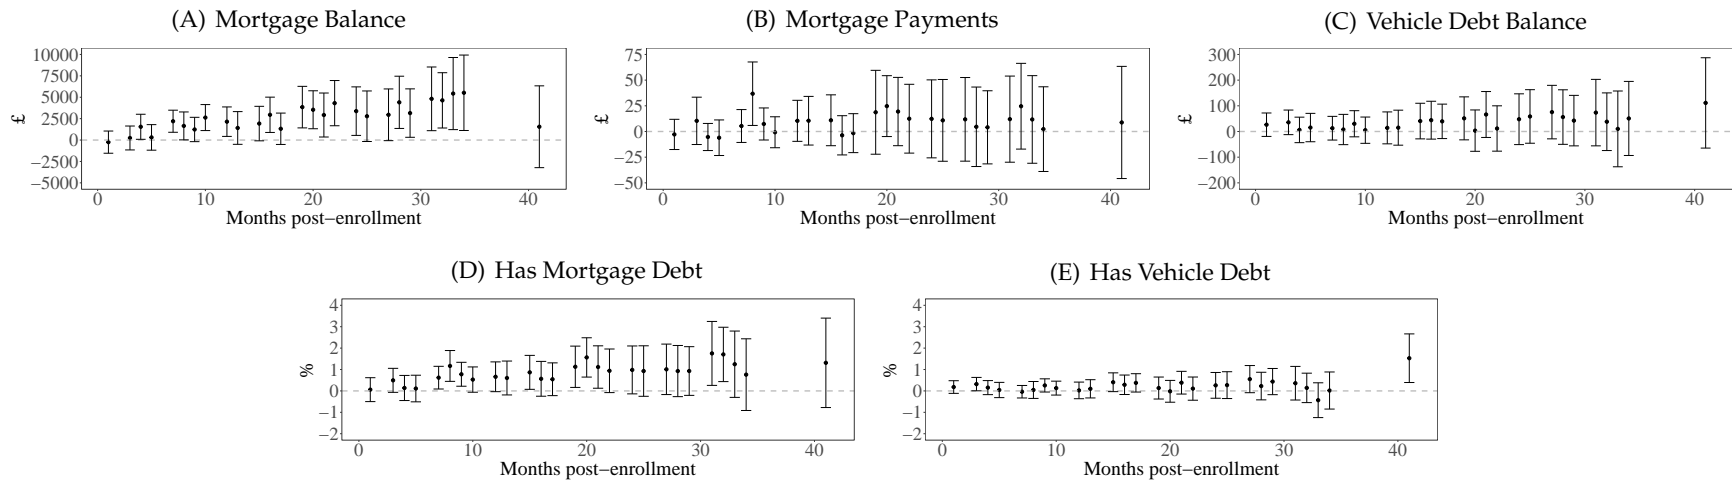 (A) Mortgage Balance
10000
7500
5000
2500
0
−2500
−5000
£
0 10 20 30 40
Months post−enrollment
(B) Mortgage Payments
75
50
25
0
−25
−50
£
0 10 20 30 40
Months post−enrollment
(C) Vehicle Debt Balance
300
200
100
0
−100
−200
£
0 10 20 30 40
Months post−enrollment
(D) Has Mortgage Debt
4
3
2
1
0
−1
−2
%
0 10 20 30 40
Months post−enrollment
(E) Has Vehicle Debt
4
3
2
1
0
−1
−2
%
0 10 20 30 40
Months post−enrollment